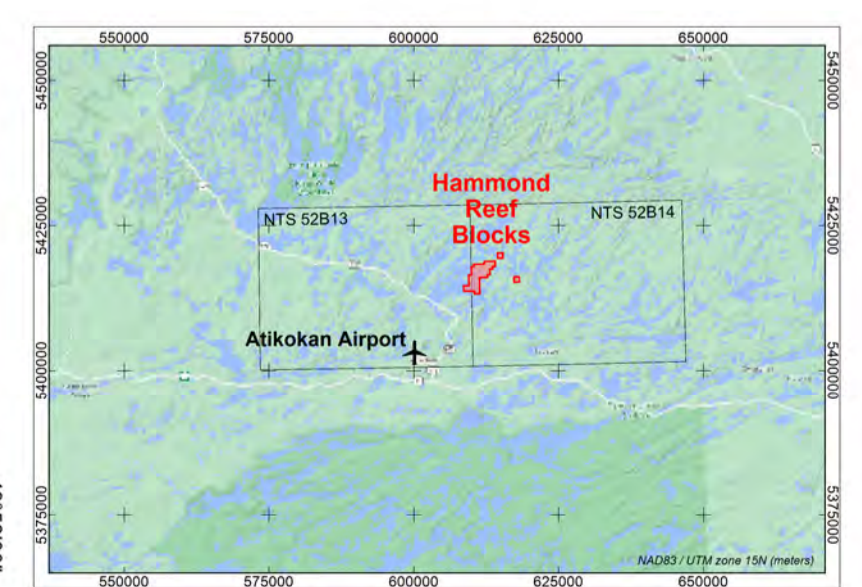 550000 575000 600000 625000 650000
5450000 5450000
Hammond
Reef
Blocks
NTS 52B13 NTS 52B14
5425000 5425000
Atikokan Airport
5400000 5400000
5375000 5375000
NAD83 / UTM zone 15N (meters)
550000 575000 600000 625000 650000